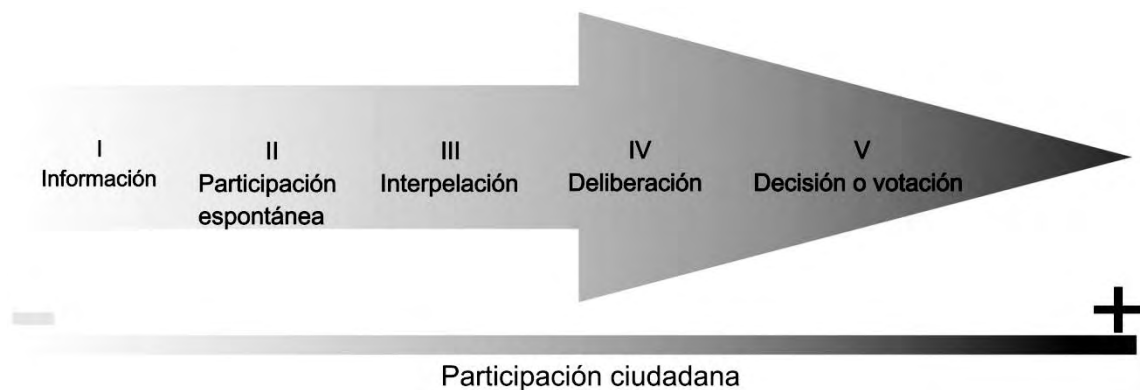 I
Información
II
Participación
espontánea
III
Interpelación
IV
Deliberación
V
Decisión o votación
Participación ciudadana